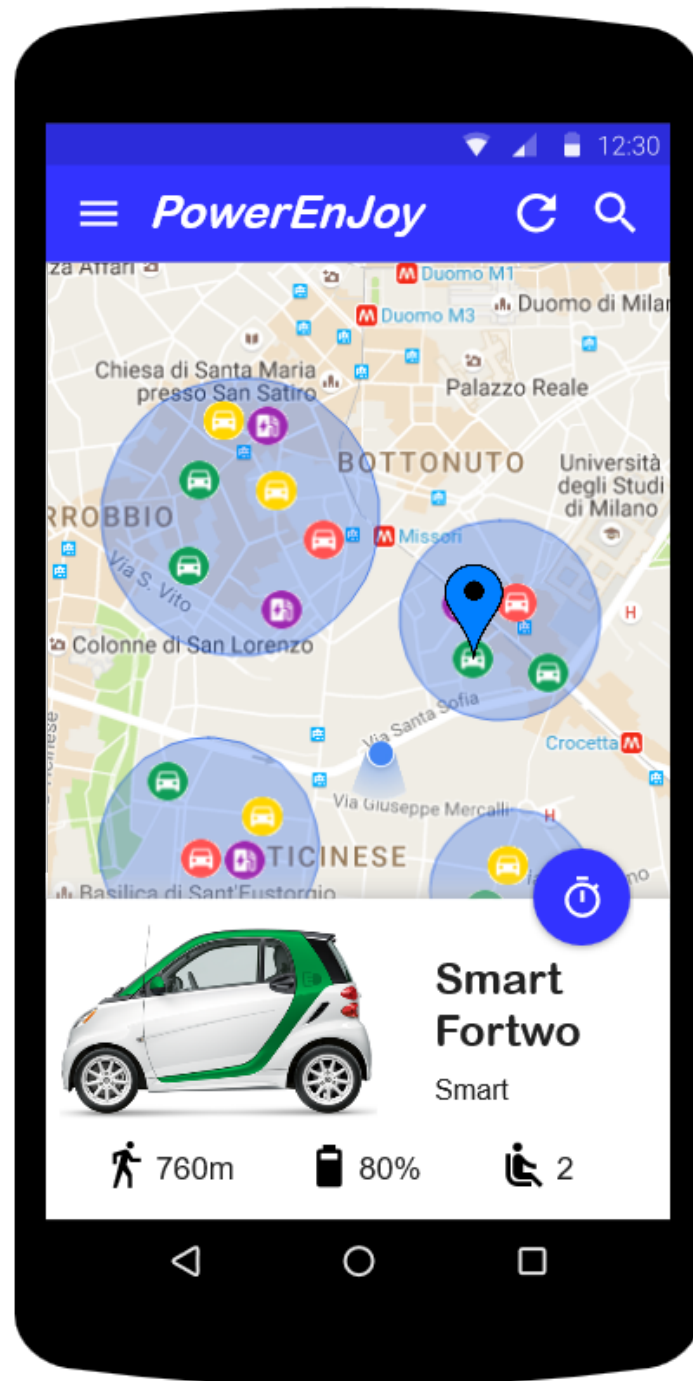 12:30
PowerEnJoy
za Affari
M Duomo M1
M Duomo M3
Duomo di Milar
Chiesa di Santa Maria
presso San Satiro
Palazzo Reale
BOTTONUTO
Università
degli Studi
di Milano
RROBBIO
M Missori
Via S. Vito
H
Colonne di San Lorenzo
Via Santa Sofia
Crocetta M
Via Giuseppe Mercalli
H
TICINESE
Basilica di Sant'Eustorgio
no
Smart
Fortwo
Smart
760m
80%
2